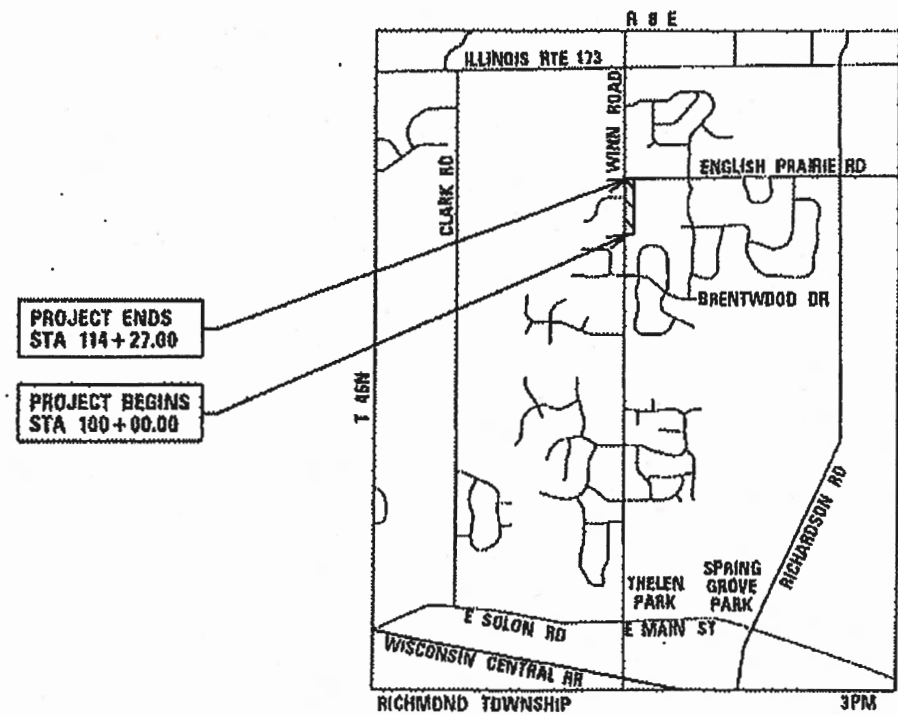 R 8 E
ILLINOIS RTE 173
WINN ROAD
CLARK RD
ENGLISH PRAIRIE RD
BRENTWOOD DR
PROJECT ENDS
STA 114+27.00
PROJECT BEGINS
STA 100+00.00
T 46N
RICHARDSON RD
THELEN
PARK
SPRING
GROVE
PARK
E SOLON RD
E MAIN ST
WISCONSIN CENTRAL RR
RICHMOND TOWNSHIP
3PM